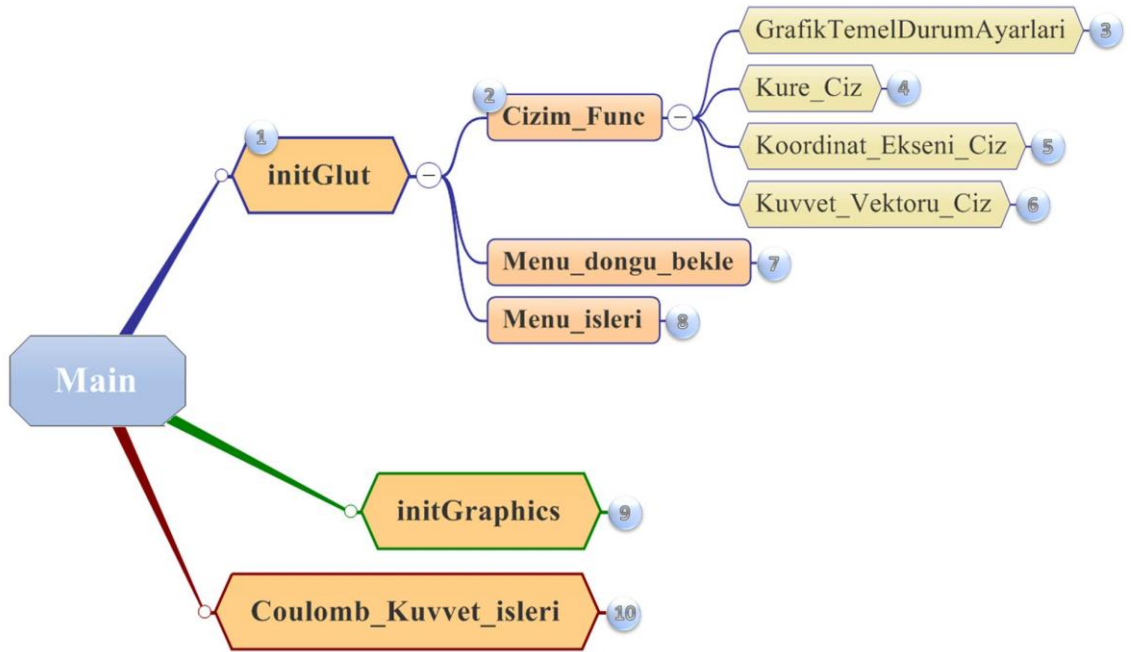 1
initGlut
2
Cizim_Func
GrafikTemelDurumAyarlari
3
Kure_Ciz
4
Koordinat_Ekseni_Ciz
5
Kuvvet_Vektoru_Ciz
6
Menu_dongu_bekle
7
Menu_isleri
8
Main
initGraphics
9
Coulomb_Kuvvet_isleri
10